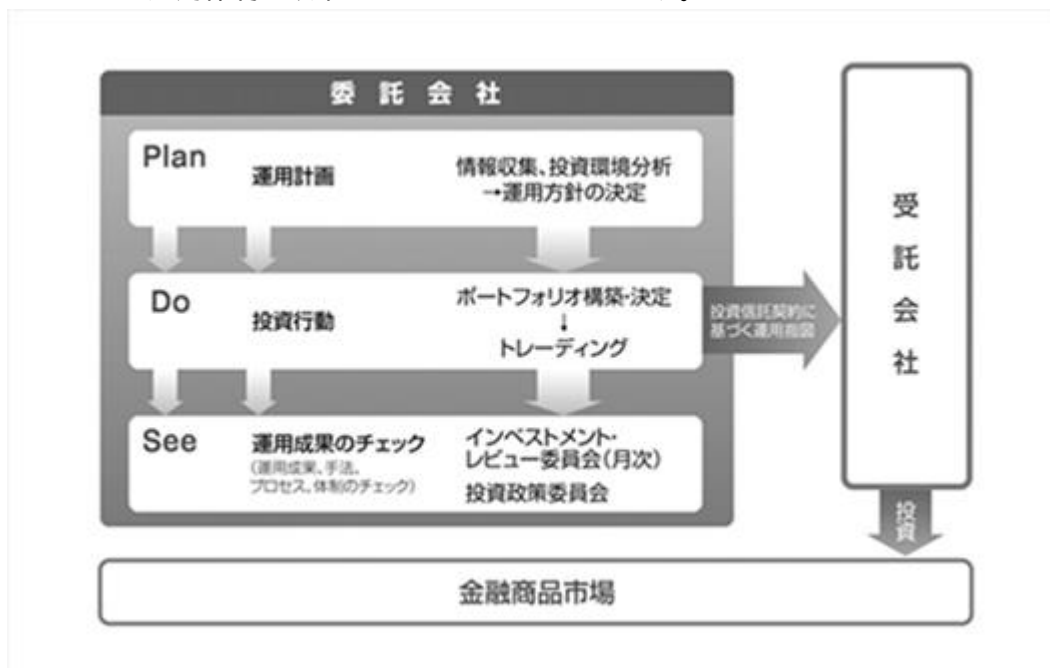 委託会社
Plan
運用計画
情報収集、投資環境分析
→運用方針の決定
Do
投資行動
ポートフォリオ構築・決定
↓
トレーディング
投資信託契約に
基づく運用指図
See
運用成果のチェック
(運用成果、手法、
プロセス、体制のチェック)
インベストメント・
レビュー委員会(月次)
投資政策委員会
受託会社
投資
金融商品市場